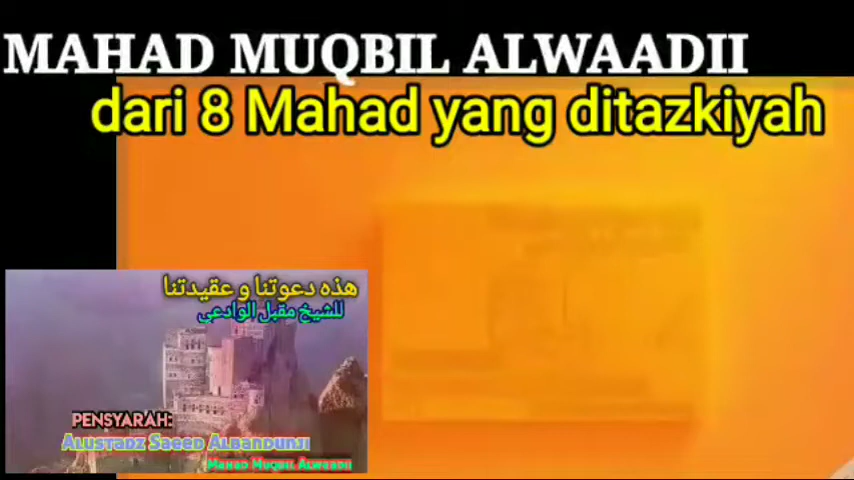 MAHAD MUQBIL ALWAADII
dari 8 Mahad yang ditazkiyah
هذه دعوتنا و عقيدتنا
للشيخ مقبل الوادعي
PENSYARAH:
Alustadz Saeed Albandunji
Mahad Muqbil Alwaadii